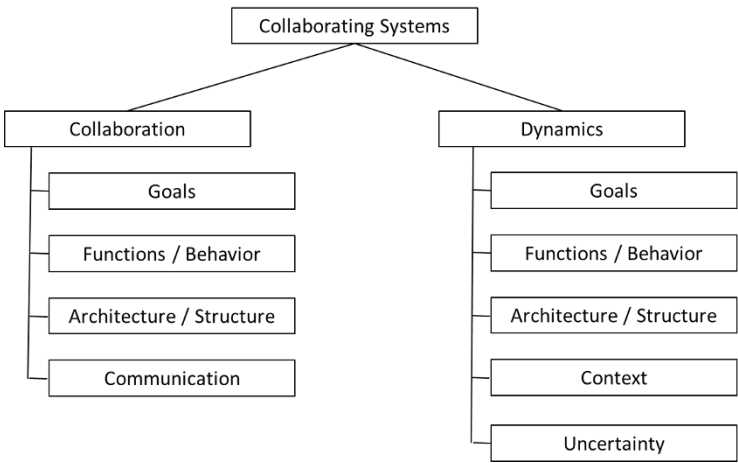 Collaborating Systems
Collaboration
Goals
Functions / Behavior
Architecture / Structure
Communication
Dynamics
Goals
Functions / Behavior
Architecture / Structure
Context
Uncertainty